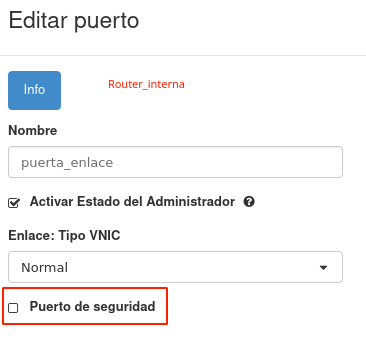 Editar puerto
Info
Router_interna
Nombre
puerta_enlace
Activar Estado del Administrador
Enlace: Tipo VNIC
Normal
Puerto de seguridad